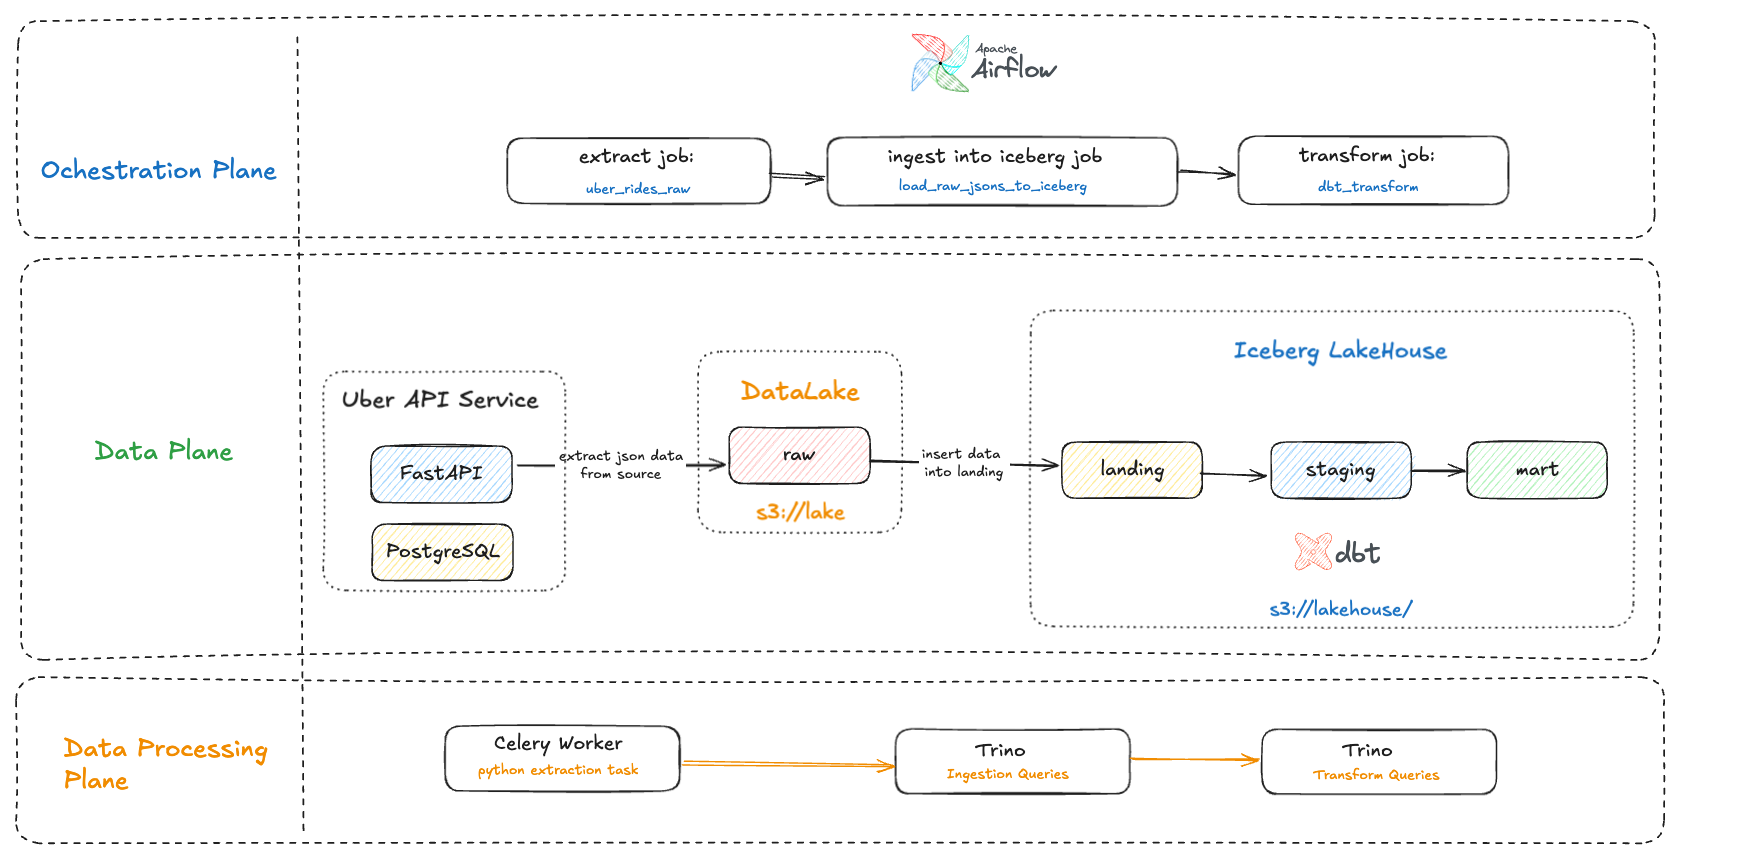 Apache
Airflow
Ochestration Plane
extract job:
uber_rides_raw
ingest into iceberg job
load_raw_jsons_to_iceberg
transform job:
dbt_transform
Data Plane
Uber API Service
FastAPI
PostgreSQL
extract json data
from source
DataLake
raw
s3://lake
insert data
into landing
Iceberg LakeHouse
landing
staging
mart
dbt
s3://lakehouse/
Data Processing
Plane
Celery Worker
python extraction task
Trino
Ingestion Queries
Trino
Transform Queries